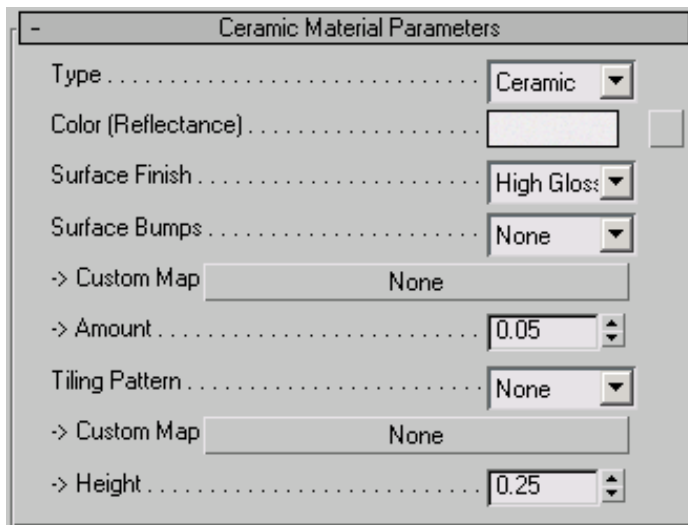 - Ceramic Material Parameters
Type . . . . . . . . . . . . . . . . . . . . . . . . . . . . . . . . . . . Ceramic
Color (Reflectance) . . . . . . . . . . . . . . . . . . . . . .
Surface Finish . . . . . . . . . . . . . . . . . . . . . . . . . . High Glos
Surface Bumps . . . . . . . . . . . . . . . . . . . . . . . . . None
-> Custom Map None
-> Amount . . . . . . . . . . . . . . . . . . . . . . . . . . . . . 0.05
Tiling Pattern . . . . . . . . . . . . . . . . . . . . . . . . . . . None
-> Custom Map None
-> Height . . . . . . . . . . . . . . . . . . . . . . . . . . . . . . 0.25